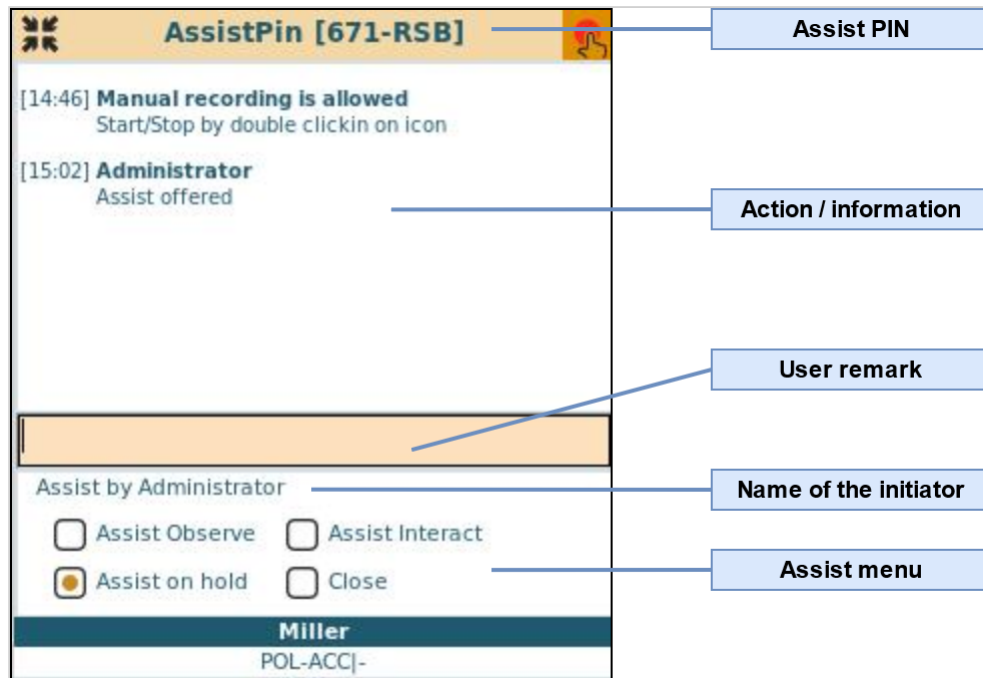 AssistPin [671-RSB]
Assist PIN
[14:46] Manual recording is allowed
Start/Stop by double clickin on icon
[15:02] Administrator
Assist offered
Action / information
User remark
Assist by Administrator
Name of the initiator
Assist Observe Assist Interact
Assist on hold Close
Assist menu
Miller
POL-ACC|-